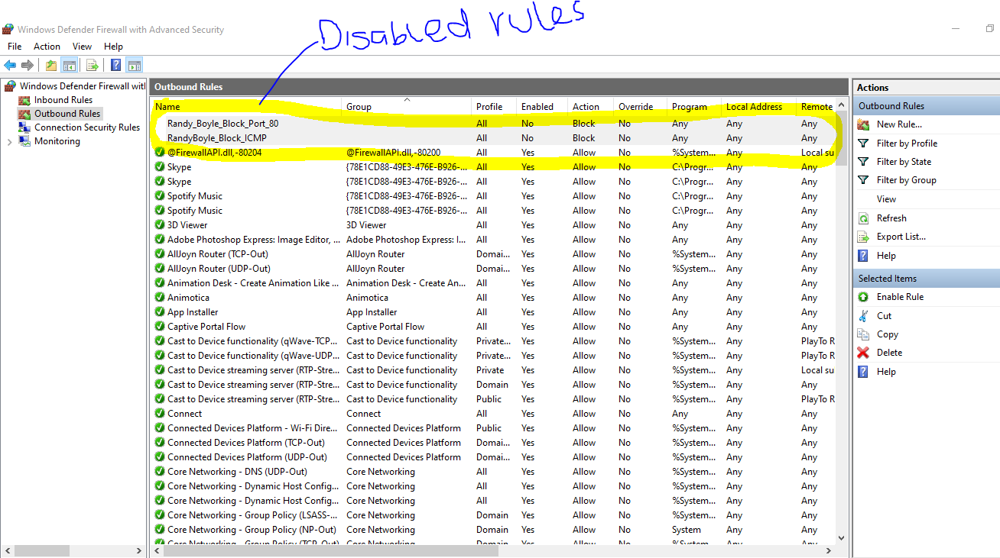 Disabled rules
Windows Defender Firewall with Advanced Security
File Action View Help
Windows Defender Firewall witl
Inbound Rules
Outbound Rules
Connection Security Rules
Monitoring
Outbound Rules
Name Group Profile Enabled Action Override Program Local Address Remote
Randy_Boyle_Block_Port_80 All No Block No Any Any Any
RandyBoyle_Block_ICMP All No Block No Any Any Any
@FirewallAPI.dll,-80204 @FirewallAPI.dll,-80200 All Yes Allow No %System... Any Local su
Skype {78E1CD88-49E3-476E-B926-... All Yes Allow No C:\Progr... Any Any
Skype {78E1CD88-49E3-476E-B926-... All Yes Allow No C:\Progr... Any Any
Spotify Music {78E1CD88-49E3-476E-B926-... All Yes Allow No C:\Progr... Any Any
Spotify Music {78E1CD88-49E3-476E-B926-... All Yes Allow No C:\Progr... Any Any
3D Viewer 3D Viewer All Yes Allow No Any Any Any
Adobe Photoshop Express: Image Editor, ... Adobe Photoshop Express: I... All Yes Allow No Any Any Any
AllJoyn Router (TCP-Out) AllJoyn Router Domai... Yes Allow No %System... Any Any
AllJoyn Router (UDP-Out) AllJoyn Router Domai... Yes Allow No %System... Any Any
Animation Desk - Create Animation Like ... Animation Desk - Create An... All Yes Allow No Any Any Any
Animotica Animotica All Yes Allow No Any Any Any
App Installer App Installer All Yes Allow No Any Any Any
Captive Portal Flow Captive Portal Flow All Yes Allow No Any Any Any
Cast to Device functionality (qWave-TCP... Cast to Device functionality Private... Yes Allow No %System... Any PlayTo R
Cast to Device functionality (qWave-UDP... Cast to Device functionality Private... Yes Allow No %System... Any PlayTo R
Cast to Device streaming server (RTP-Stre... Cast to Device functionality Private Yes Allow No %System... Any Local su
Cast to Device streaming server (RTP-Stre... Cast to Device functionality Domain Yes Allow No %System... Any Any
Cast to Device streaming server (RTP-Stre... Cast to Device functionality Public Yes Allow No %System... Any PlayTo R
Connect Connect All Yes Allow No Any Any Any
Connected Devices Platform - Wi-Fi Dire... Connected Devices Platform Public Yes Allow No %System... Any Any
Connected Devices Platform (TCP-Out) Connected Devices Platform Domai... Yes Allow No %System... Any Any
Connected Devices Platform (UDP-Out) Connected Devices Platform Domai... Yes Allow No %System... Any Any
Core Networking - DNS (UDP-Out) Core Networking All Yes Allow No %System... Any Any
Core Networking - Dynamic Host Config... Core Networking All Yes Allow No %System... Any Any
Core Networking - Dynamic Host Config... Core Networking All Yes Allow No %System... Any Any
Core Networking - Group Policy (LSASS-... Core Networking Domain Yes Allow No %System... Any Any
Core Networking - Group Policy (NP-Out) Core Networking Domain Yes Allow No System Any Any
Core Networking - Group Policy (TCP-Out) Core Networking Domain Yes Allow No %System... Any Any
Actions
Outbound Rules
New Rule...
Filter by Profile
Filter by State
Filter by Group
View
Refresh
Export List...
Help
Selected Items
Enable Rule
Cut
Copy
Delete
Help